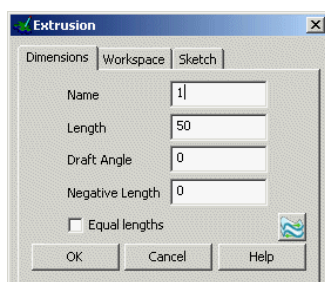 Extrusion
Dimensions Workspace Sketch
Name 1
Length 50
Draft Angle 0
Negative Length 0
Equal lengths
OK Cancel Help